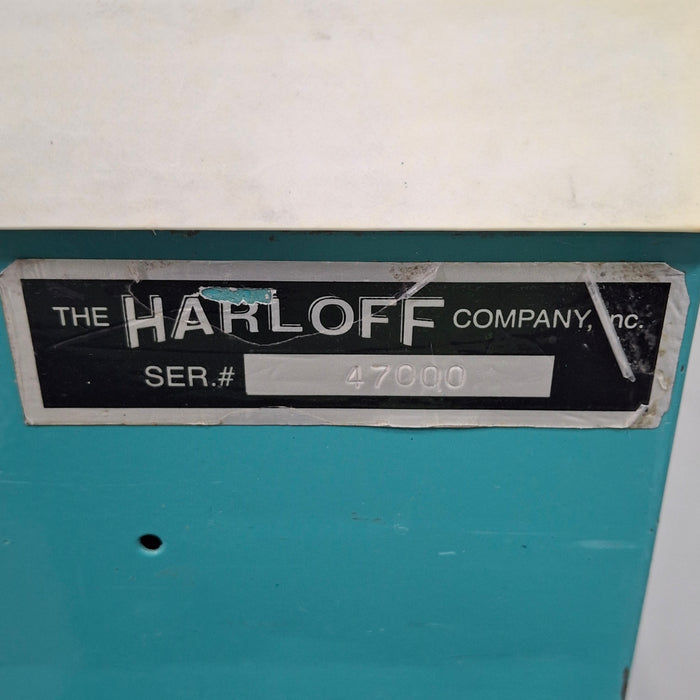 THE HARLOFF COMPANY, Inc.
SER.# 47000